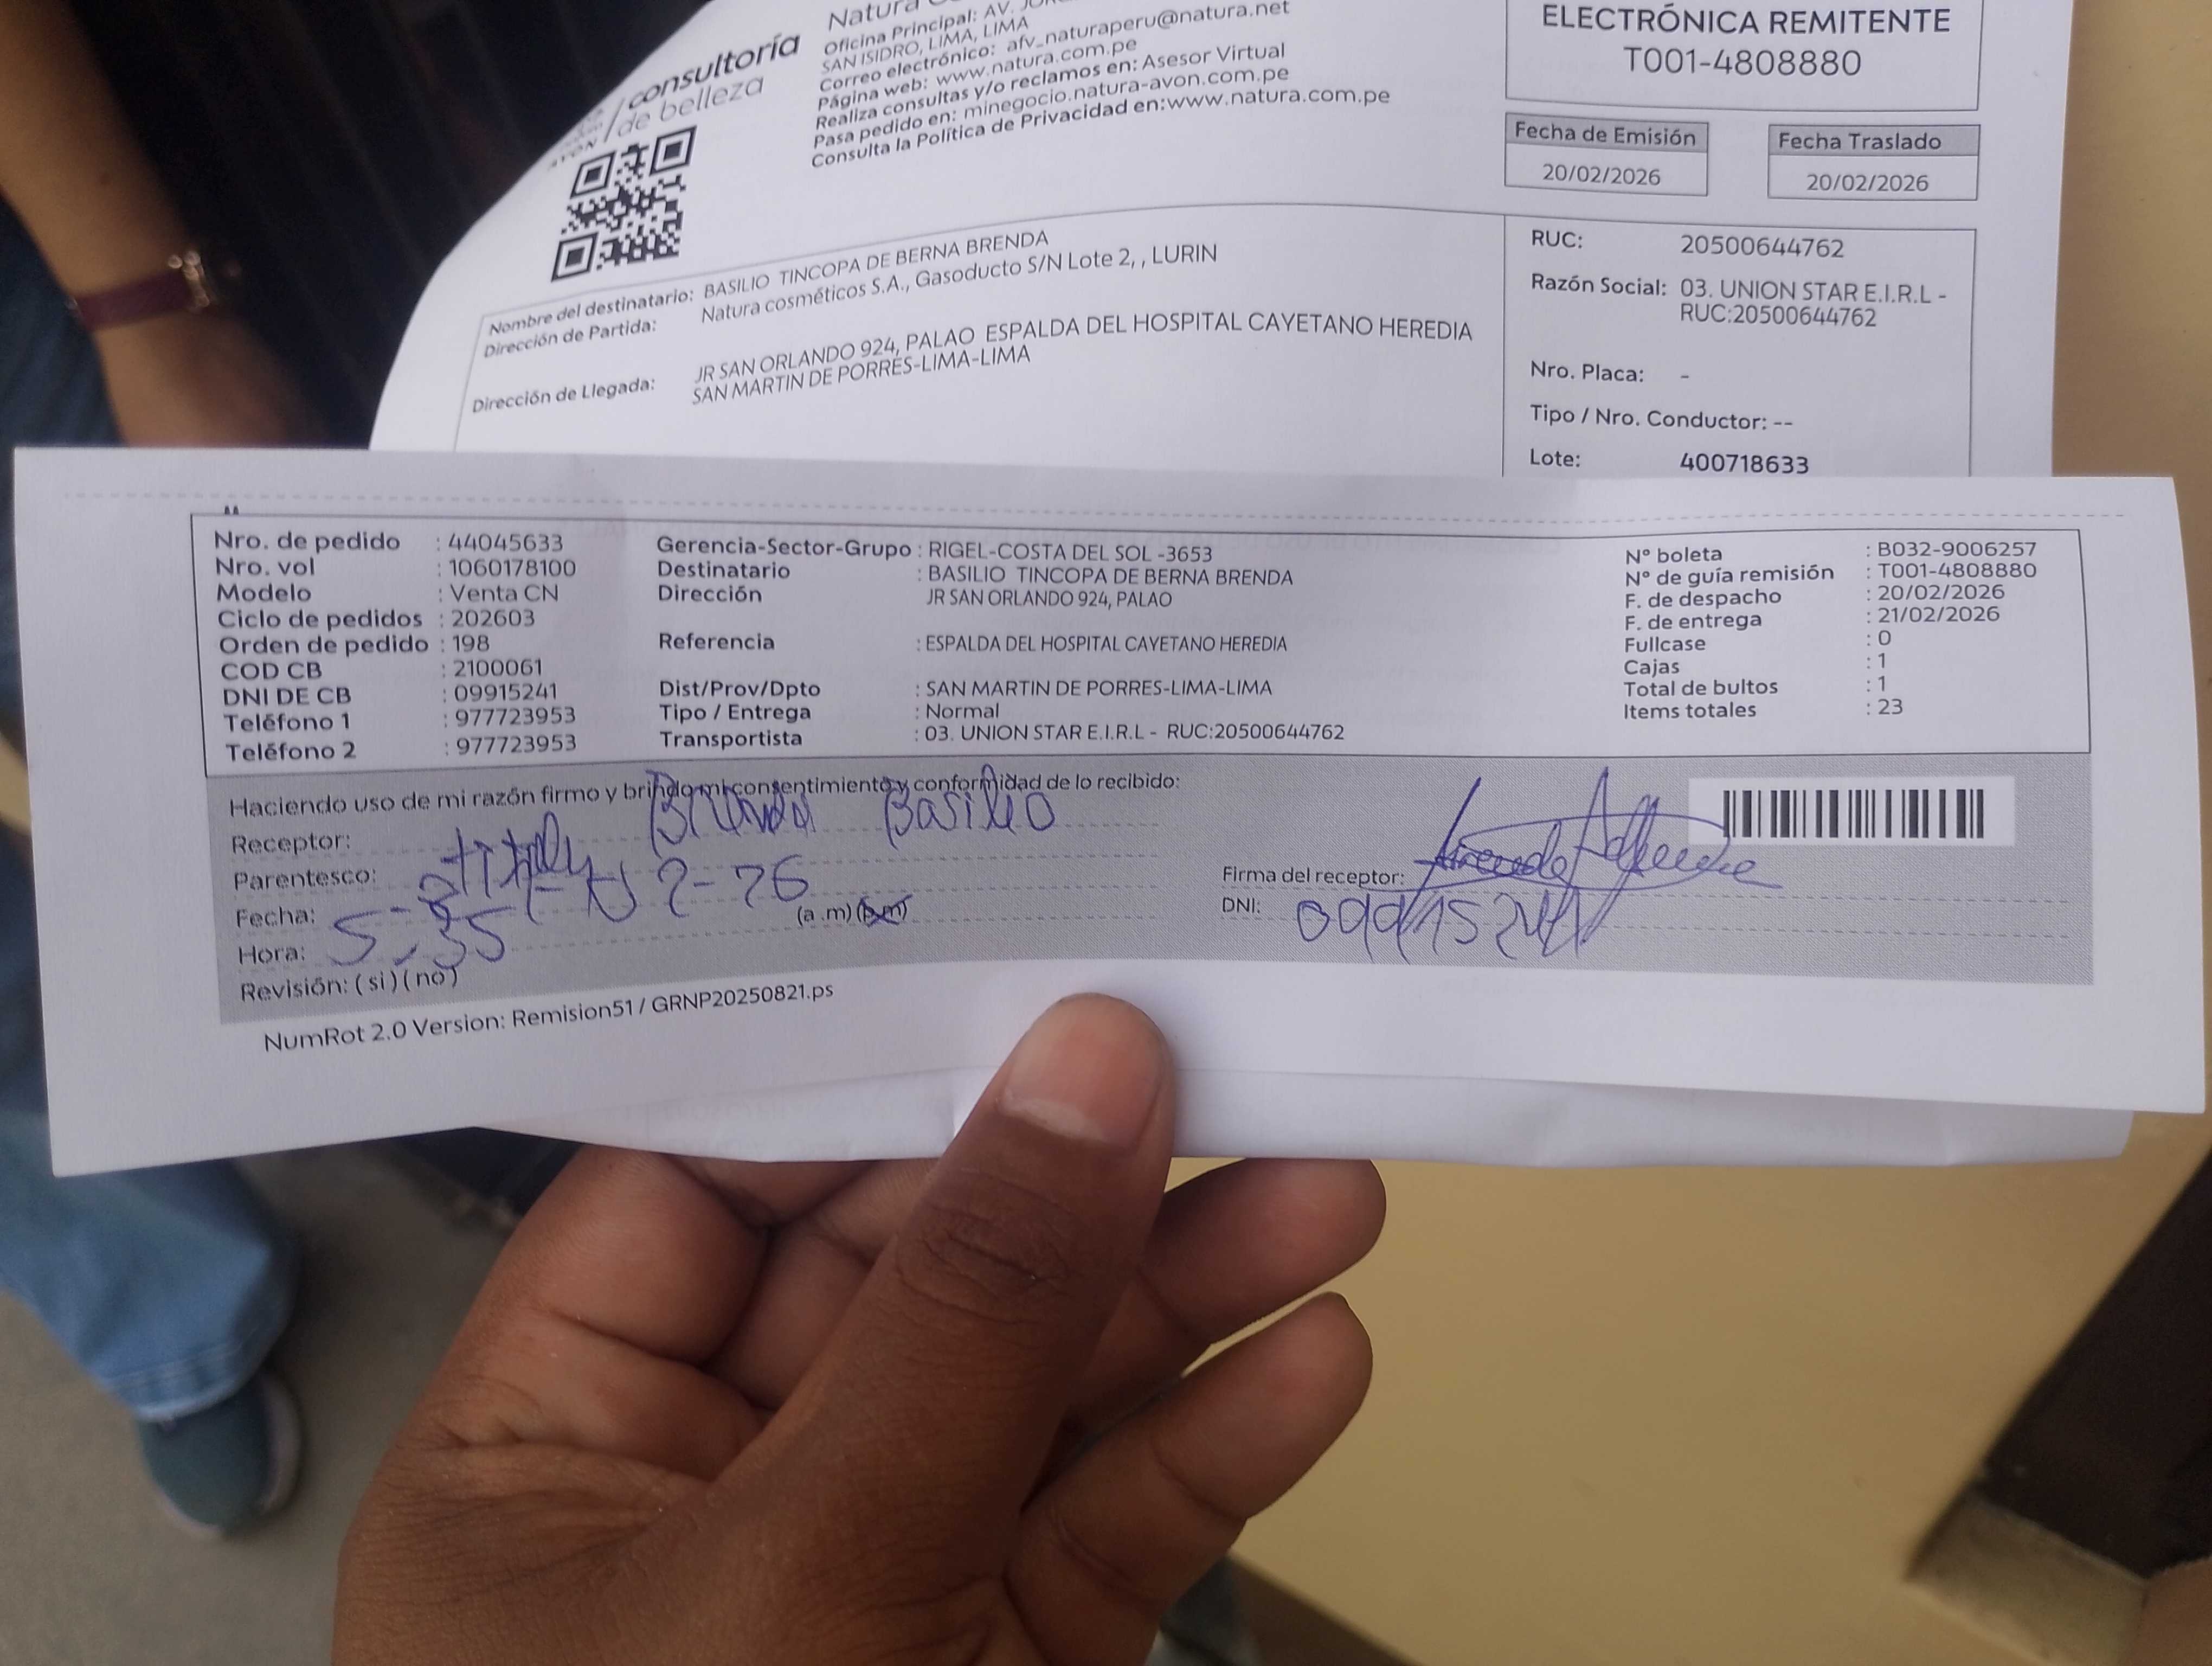 consultoría
de belleza
AVON
Natura
Oficina Principal: AV.
SAN ISIDRO, LIMA, LIMA
Correo electrónico: afv_naturaperu@natura.net
Página web: www.natura.com.pe
Realiza consultas y/o reclamos en: Asesor Virtual
Pasa pedido en: minegocio.natura-avon.com.pe
Consulta la Política de Privacidad en:www.natura.com.pe
ELECTRÓNICA REMITENTE
T001-4808880
Fecha de Emisión
20/02/2026
Fecha Traslado
20/02/2026
Nombre del destinatario: BASILIO TINCOPA DE BERNA BRENDA
Dirección de Partida: Natura cosméticos S.A., Gasoducto S/N Lote 2, , LURIN
Dirección de Llegada: JR SAN ORLANDO 924, PALAO ESPALDA DEL HOSPITAL CAYETANO HEREDIA
SAN MARTIN DE PORRES-LIMA-LIMA
RUC: 20500644762
Razón Social: 03. UNION STAR E.I.R.L -
RUC:20500644762
Nro. Placa: -
Tipo / Nro. Conductor: --
Lote: 400718633
Nro. de pedido : 44045633
Nro. vol : 1060178100
Modelo : Venta CN
Ciclo de pedidos : 202603
Orden de pedido : 198
COD CB : 2100061
DNI DE CB : 09915241
Teléfono 1 : 977723953
Teléfono 2 : 977723953
Gerencia-Sector-Grupo : RIGEL-COSTA DEL SOL -3653
Destinatario : BASILIO TINCOPA DE BERNA BRENDA
Dirección JR SAN ORLANDO 924, PALAO
Referencia : ESPALDA DEL HOSPITAL CAYETANO HEREDIA
Dist/Prov/Dpto : SAN MARTIN DE PORRES-LIMA-LIMA
Tipo / Entrega : Normal
Transportista : 03. UNION STAR E.I.R.L - RUC:20500644762
N° boleta : B032-9006257
N° de guía remisión : T001-4808880
F. de despacho : 20/02/2026
F. de entrega : 21/02/2026
Fullcase : 0
Cajas : 1
Total de bultos : 1
Items totales : 23
Haciendo uso de mi razón firmo y brindo mi consentimiento y conformidad de lo recibido:
Receptor: Brenda Basilio
Parentesco:
Fecha:
Hora: 5:35 (a .m) (p.m)
Revisión: ( si ) ( no )
Firma del receptor:
DNI: 09915241
NumRot 2.0 Version: Remision51 / GRNP20250821.ps